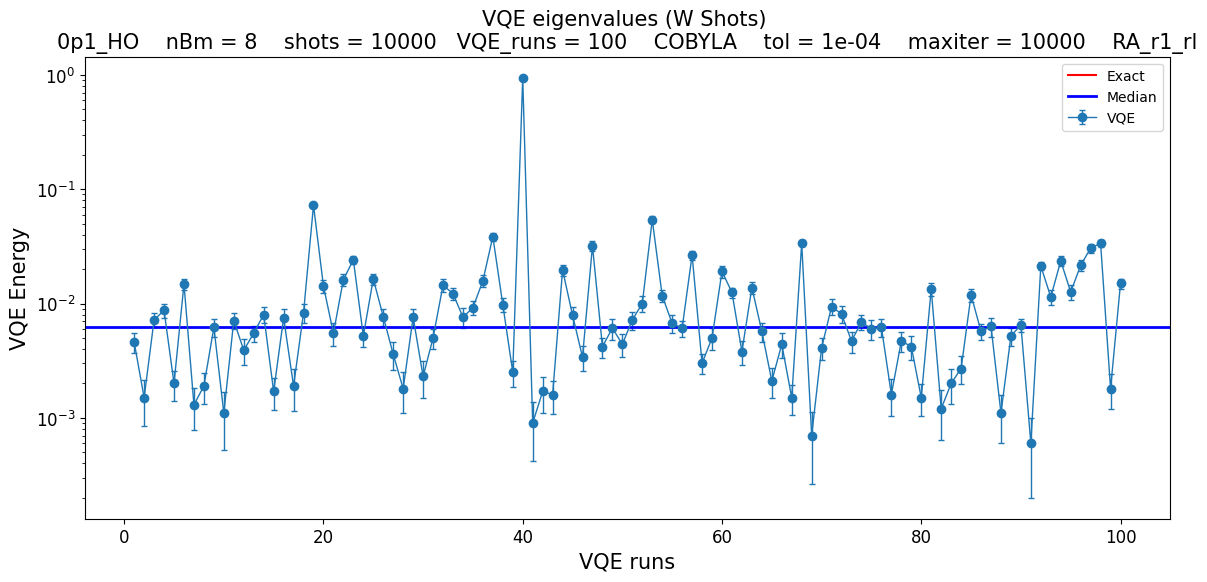 VQE eigenvalues (W Shots)
0p1_HO nBm = 8 shots = 10000 VQE_runs = 100 COBYLA tol = 1e-04 maxiter = 10000 RA_r1_rl
Exact
Median
VQE
10⁰
10⁻¹
10⁻²
10⁻³
VQE Energy
0 20 40 60 80 100
VQE runs